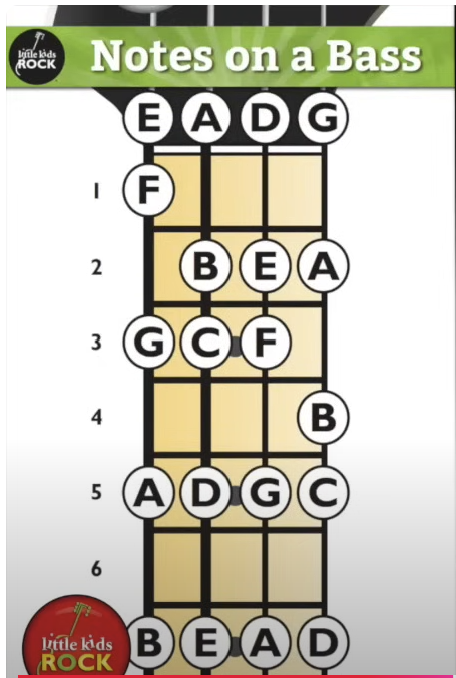 little kids
ROCK
Notes on a Bass
E A D G
1 F
2 B E A
3 G C F
4 B
5 A D G C
6
little kids
ROCK
B E A D